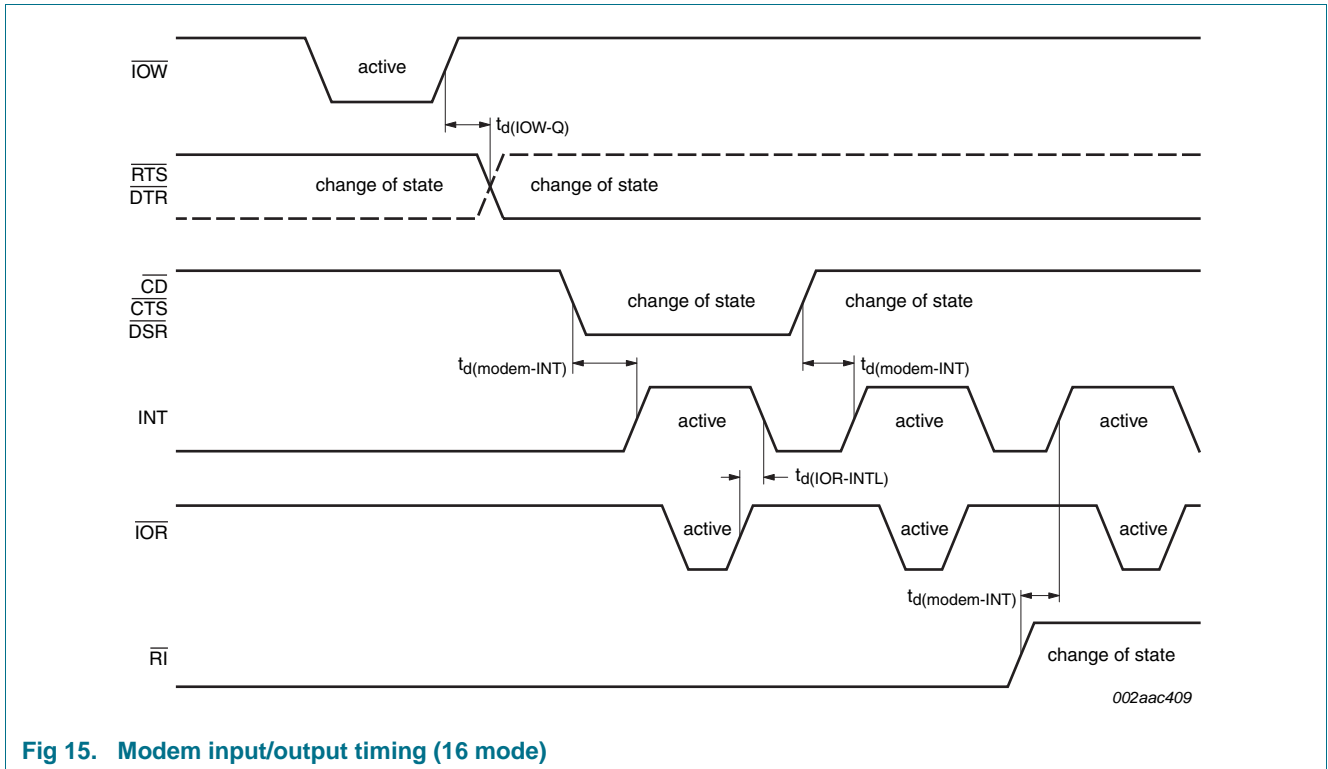 IOW
active
td(IOW-Q)
RTS
DTR
change of state
change of state
CD
CTS
DSR
change of state
change of state
td(modem-INT)
td(modem-INT)
INT
active
active
active
td(IOR-INTL)
IOR
active
active
active
td(modem-INT)
RI
change of state
002aac409
Fig 15. Modem input/output timing (16 mode)